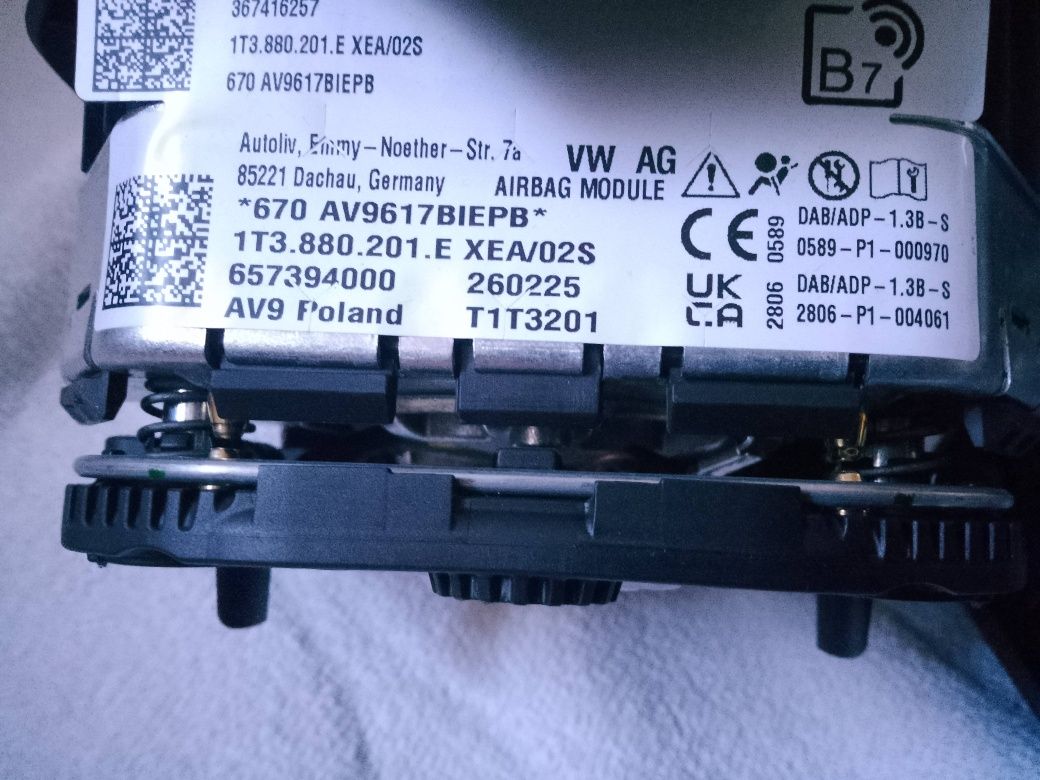 367416257
1T3.880.201.E XEA/02S
670 AV9617BIEPB
B7
Autoliv, Emmy-Noether-Str. 7a
85221 Dachau, Germany
VW AG
AIRBAG MODULE
*670 AV9617BIEPB*
1T3.880.201.E XEA/02S
657394000 260225
AV9 Poland T1T3201
CE 0589 DAB/ADP-1.3B-S
0589-P1-000970
UK CA 2806 DAB/ADP-1.3B-S
2806-P1-004061